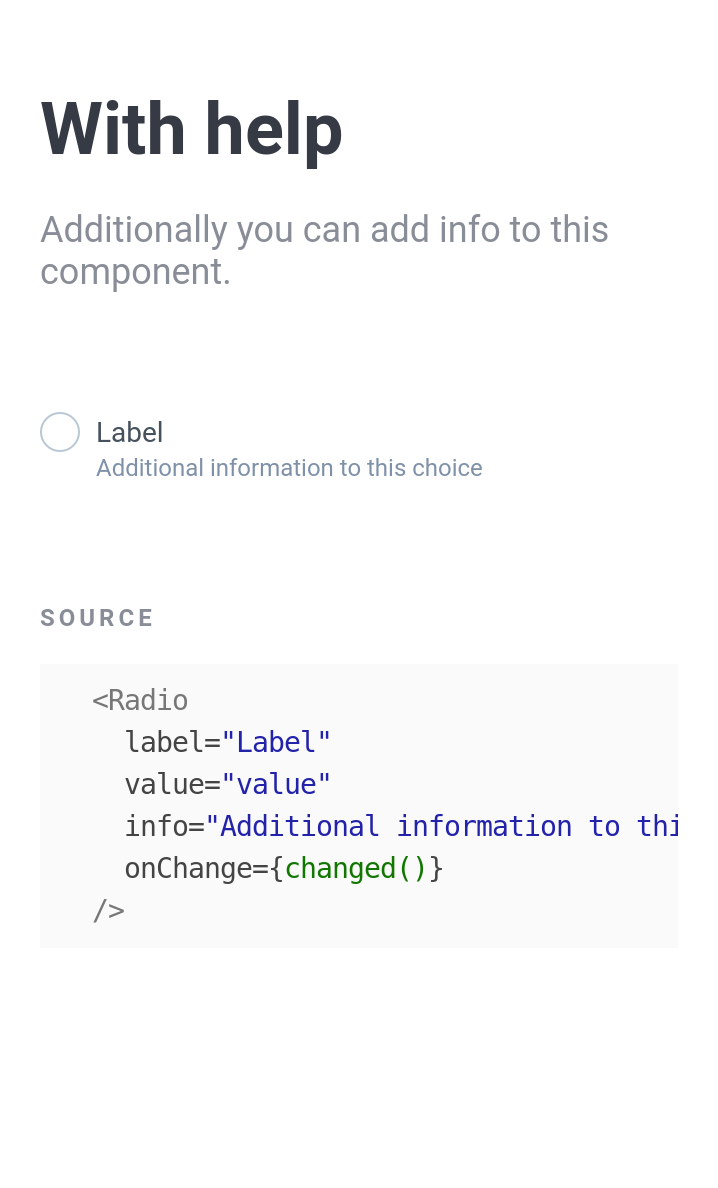 With help
Additionally you can add info to this
component.
Label
Additional information to this choice
SOURCE
<Radio
label="Label"
value="value"
info="Additional information to thi
onChange={changed()}
/>